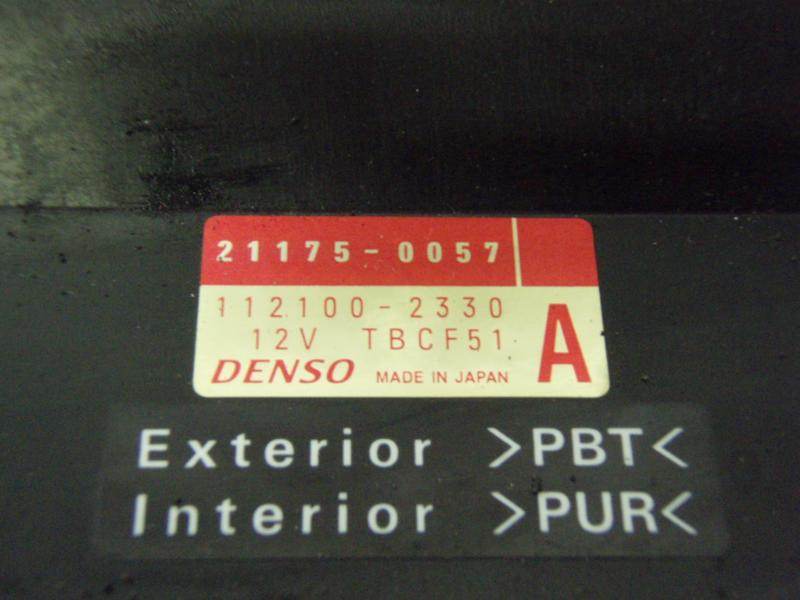 21175-0057
112100-2330
12V TBCF51
A
DENSO MADE IN JAPAN
Exterior >PBT<
Interior >PUR<